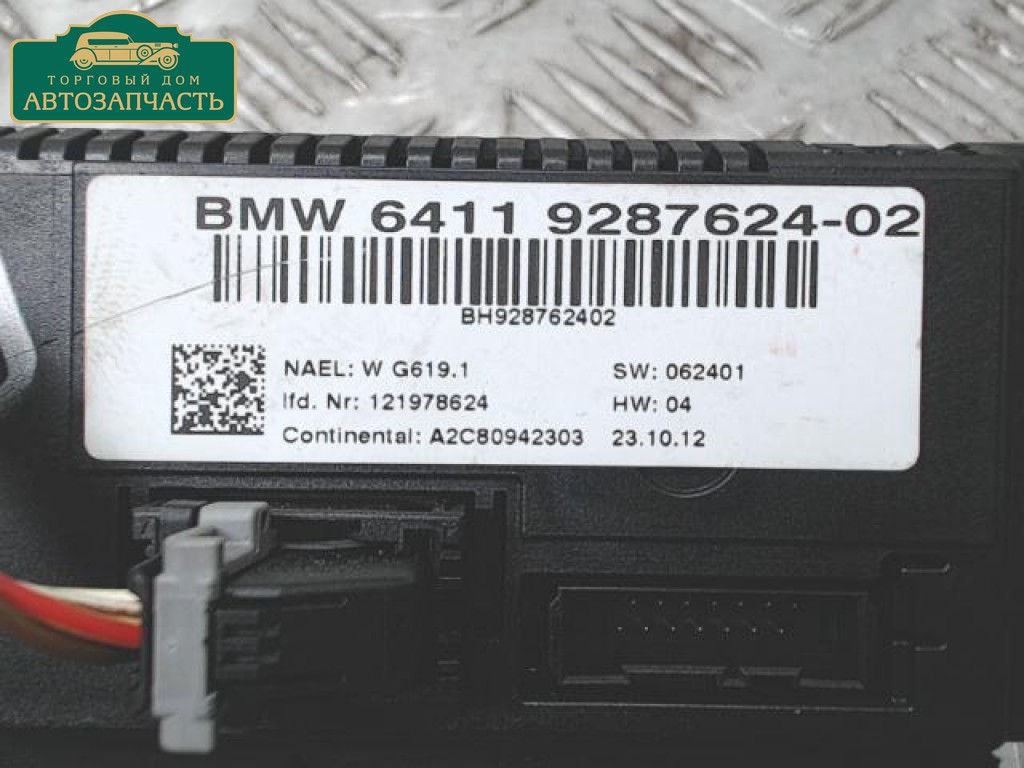 ТОРГОВЫЙ ДОМ
АВТОЗАПЧАСТЬ
BMW 6411 9287624-02
BH928762402
NAEL: W G619.1 SW: 062401
lfd. Nr: 121978624 HW: 04
Continental: A2C80942303 23.10.12